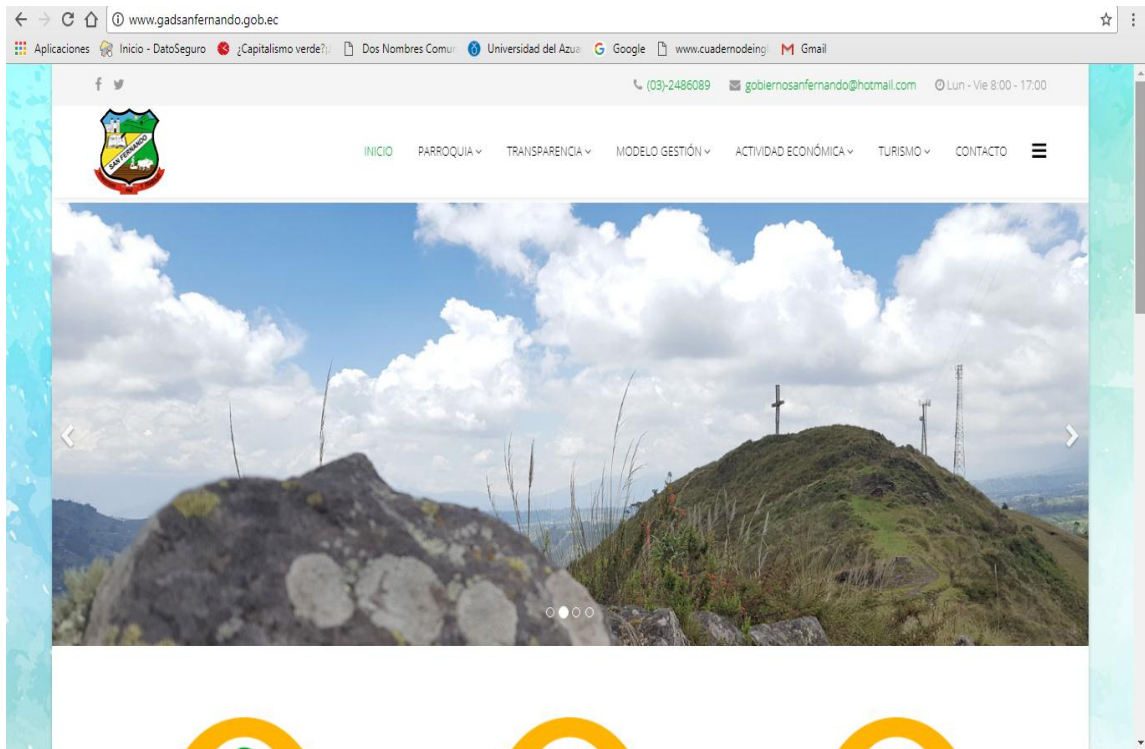 www.gadsanfernando.gob.ec
Aplicaciones Inicio - DatoSeguro ¿Capitalismo verde? Dos Nombres Comu Universidad del Azua Google www.cuadernodeing Gmail
(03)-2486089 gobiernosanfernando@hotmail.com Lun - Vie 8:00 - 17:00
SAN FERNANDO
INICIO PARROQUIA TRANSPARENCIA MODELO GESTIÓN ACTIVIDAD ECONÓMICA TURISMO CONTACTO